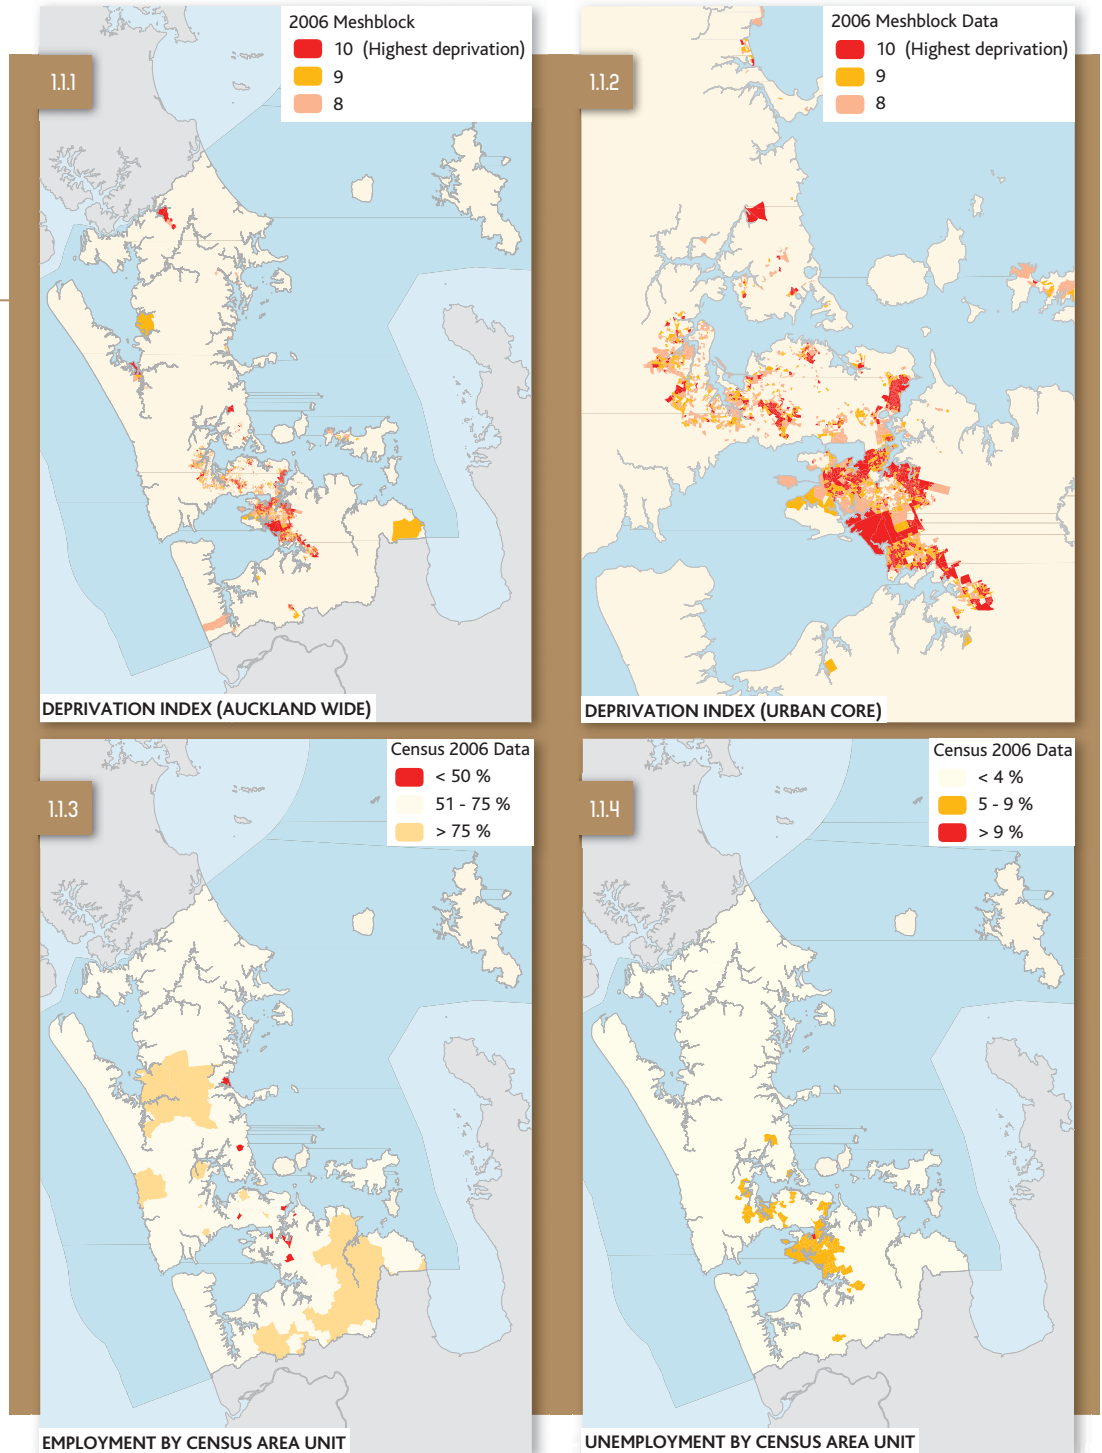 1.1.1
2006 Meshblock
10 (Highest deprivation)
9
8
DEPRIVATION INDEX (AUCKLAND WIDE)
1.1.2
2006 Meshblock Data
10 (Highest deprivation)
9
8
DEPRIVATION INDEX (URBAN CORE)
1.1.3
Census 2006 Data
< 50 %
51 - 75 %
> 75 %
EMPLOYMENT BY CENSUS AREA UNIT
1.1.4
Census 2006 Data
< 4 %
5 - 9 %
> 9 %
UNEMPLOYMENT BY CENSUS AREA UNIT